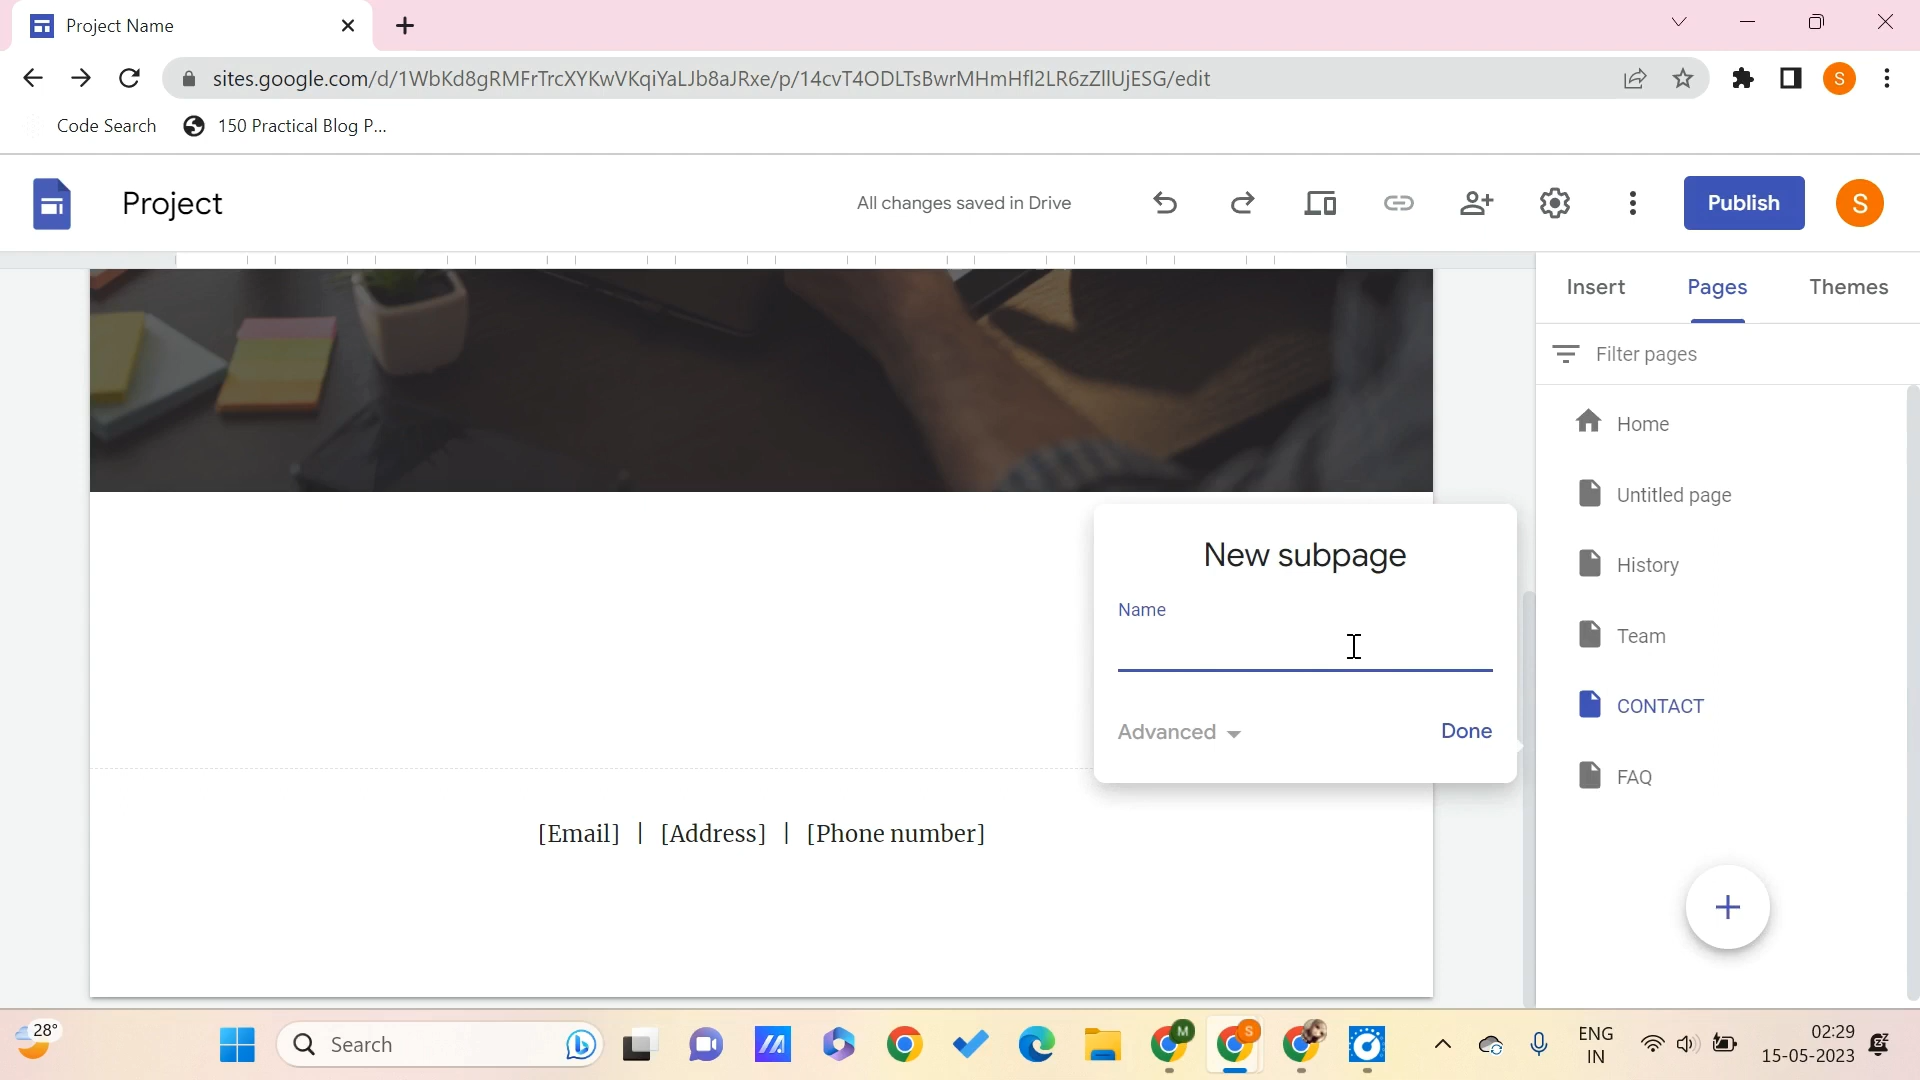 Project Name
sites.google.com/d/1WbKd8gRMFrTrcXYKwVKqiYaLJb8aJRxe/p/14cvT4ODLTsBwrMHmHfl2LR6zZllUjESG/edit
S
Code Search
150 Practical Blog P...
Project
All changes saved in Drive
Publish
S
Insert
Pages
Themes
Filter pages
Home
Untitled page
History
Team
CONTACT
FAQ
New subpage
Name
Advanced
Done
[Email] | [Address] | [Phone number]
28°
Search
M
S
ENG
IN
02:29
15-05-2023